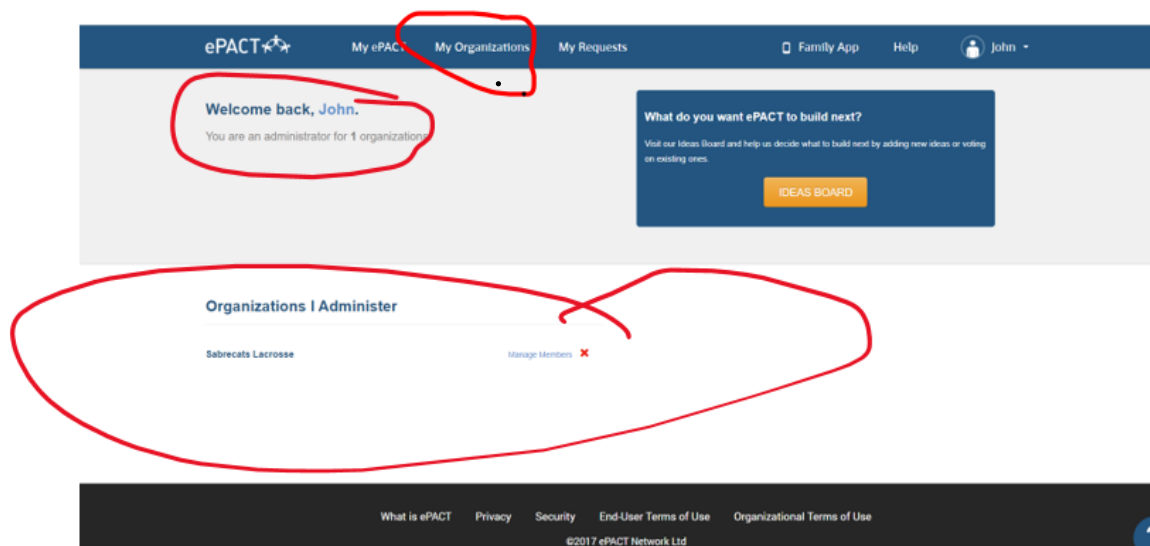 ePACT My ePACT My Organizations My Requests Family App Help John
Welcome back, John.
You are an administrator for 1 organizations
What do you want ePACT to build next?
Visit our Ideas Board and help us decide what to build next by adding new ideas or voting
on existing ones.
IDEAS BOARD
Organizations I Administer
Sabrecats Lacrosse Manage Members
What is ePACT Privacy Security End-User Terms of Use Organizational Terms of Use
©2017 ePACT Network Ltd